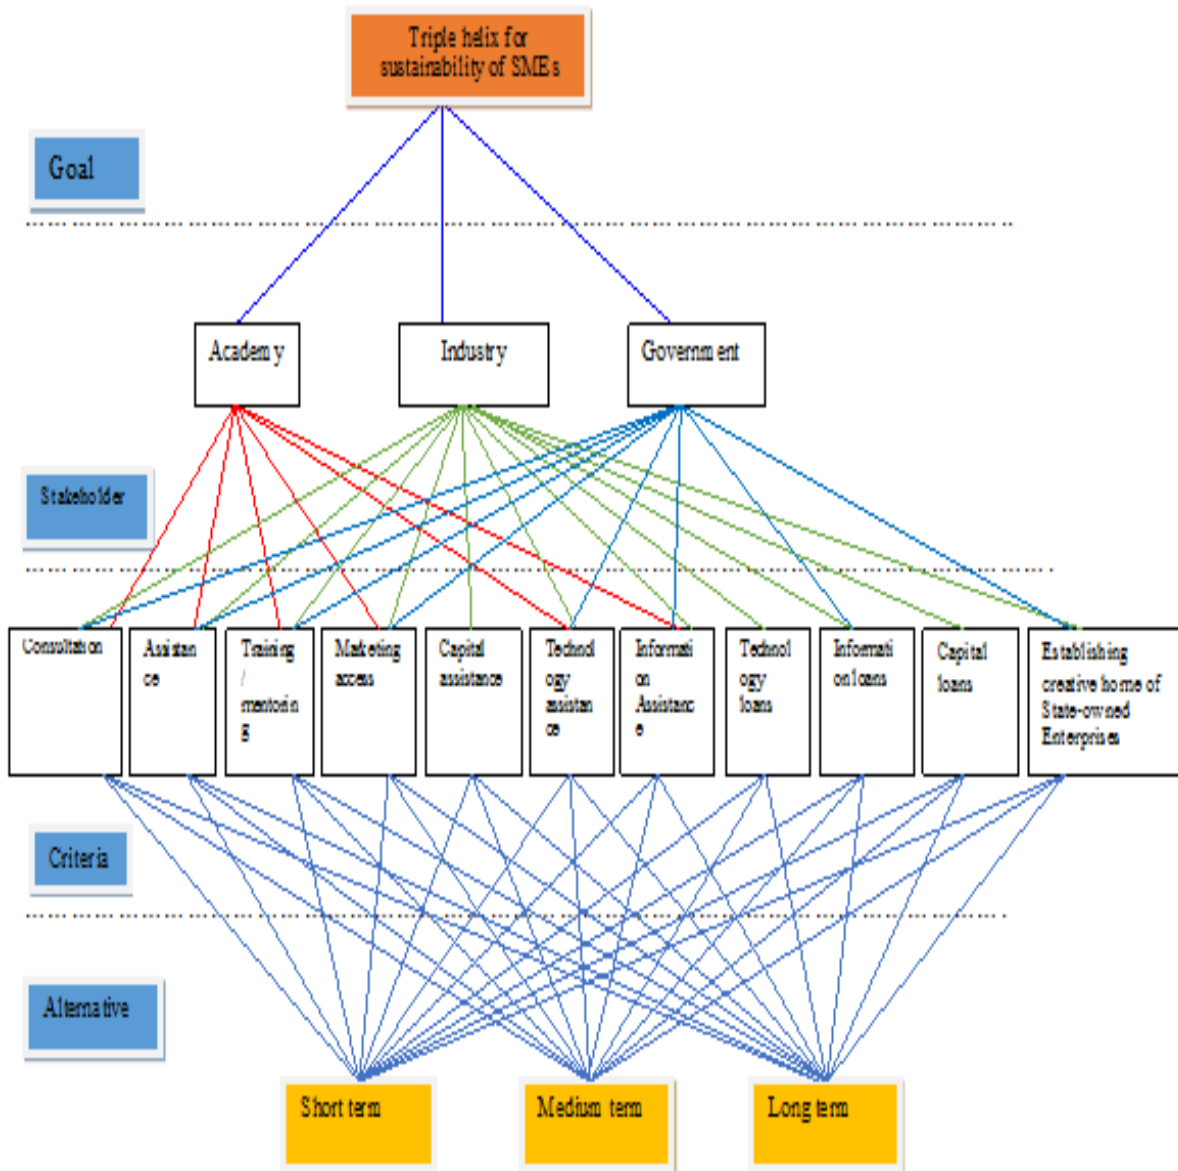 Triple helix for
sustainability of SMEs
Goal
Academy
Industry
Government
Stakeholder
Consultation
Assistan
ce
Training
/
mentorin
g
Marketing
access
Capital
assistance
Technol
ogy
assistan
ce
Informati
on
Assistanc
e
Technol
ogy
loans
Informati
on loans
Capital
loans
Establishing
creative home of
State-owned
Enterprises
Criteria
Alternative
Short term
Medium term
Long term